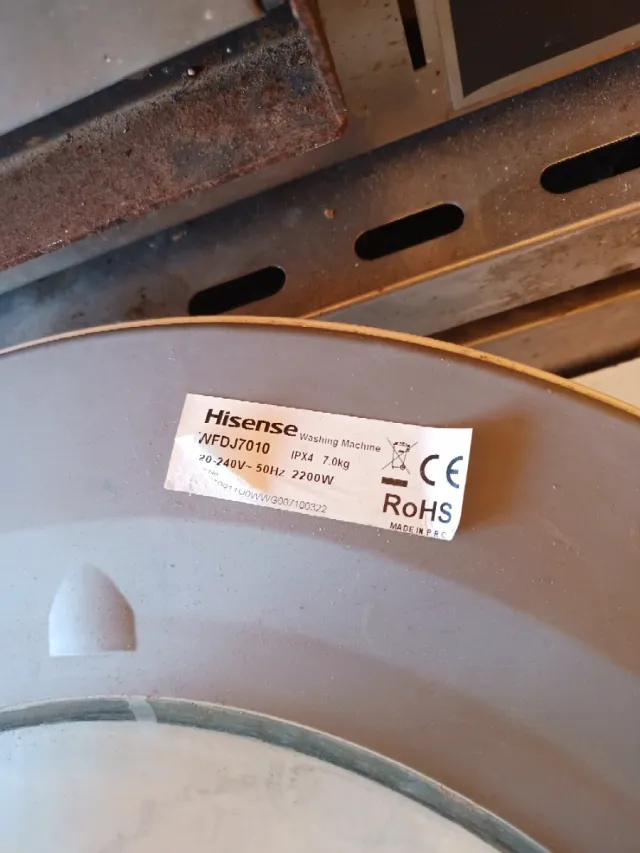 Hisense Washing Machine
WFDJ7010 IPX4 7.0kg
20-240V~ 50Hz 2200W
CE
RoHS
MADE IN P.R.C